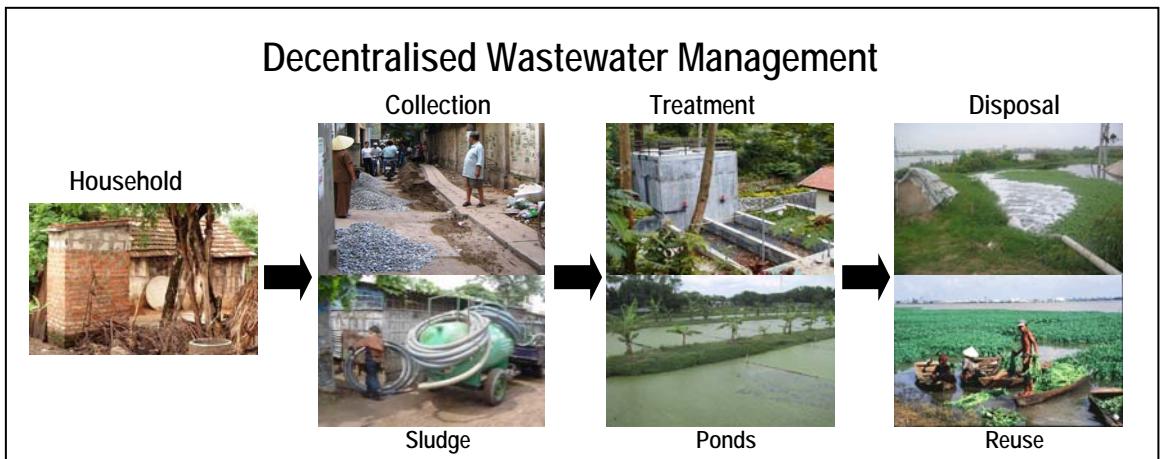 Decentralised Wastewater Management
Collection
Treatment
Disposal
Household
Sludge
Ponds
Reuse